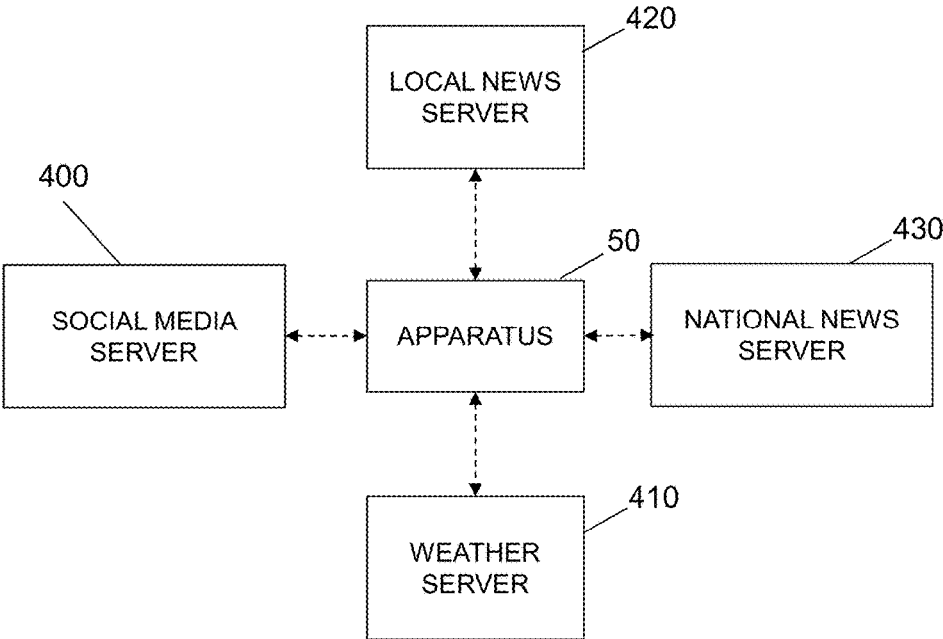 420
LOCAL NEWS
SERVER
400
50
430
SOCIAL MEDIA
SERVER
APPARATUS
NATIONAL NEWS
SERVER
410
WEATHER
SERVER